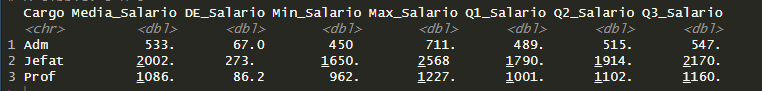 Cargo Media_Salario DE_Salario Min_Salario Max_Salario Q1_Salario Q2_Salario Q3_Salario
<chr> <dbl> <dbl> <dbl> <dbl> <dbl> <dbl> <dbl>
1 Adm 533. 67.0 450 711. 489. 515. 547.
2 Jefat 2002. 273. 1650. 2568 1790. 1914. 2170.
3 Prof 1086. 86.2 962. 1227. 1001. 1102. 1160.